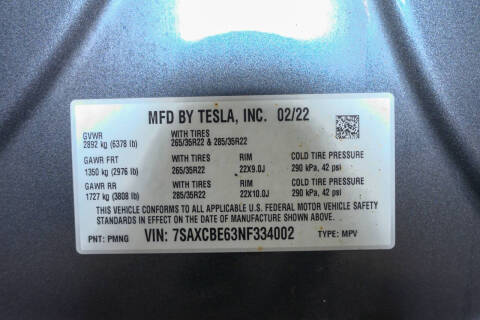 MFD BY TESLA, INC. 02/22
GVWR WITH TIRES
2892 kg (6378 lb) 265/35R22 & 285/35R22
GAWR FRT WITH TIRES RIM COLD TIRE PRESSURE
1350 kg (2976 lb) 265/35R22 22X9.0J 290 kPa, 42 psi
GAWR RR WITH TIRES RIM COLD TIRE PRESSURE
1727 kg (3808 lb) 285/35R22 22X10.0J 290 kPa, 42 psi
THIS VEHICLE CONFORMS TO ALL APPLICABLE U.S. FEDERAL MOTOR VEHICLE SAFETY
STANDARDS IN EFFECT ON THE DATE OF MANUFACTURE SHOWN ABOVE.
PNT: PMNG VIN: 7SAXCBE63NF334002 TYPE: MPV